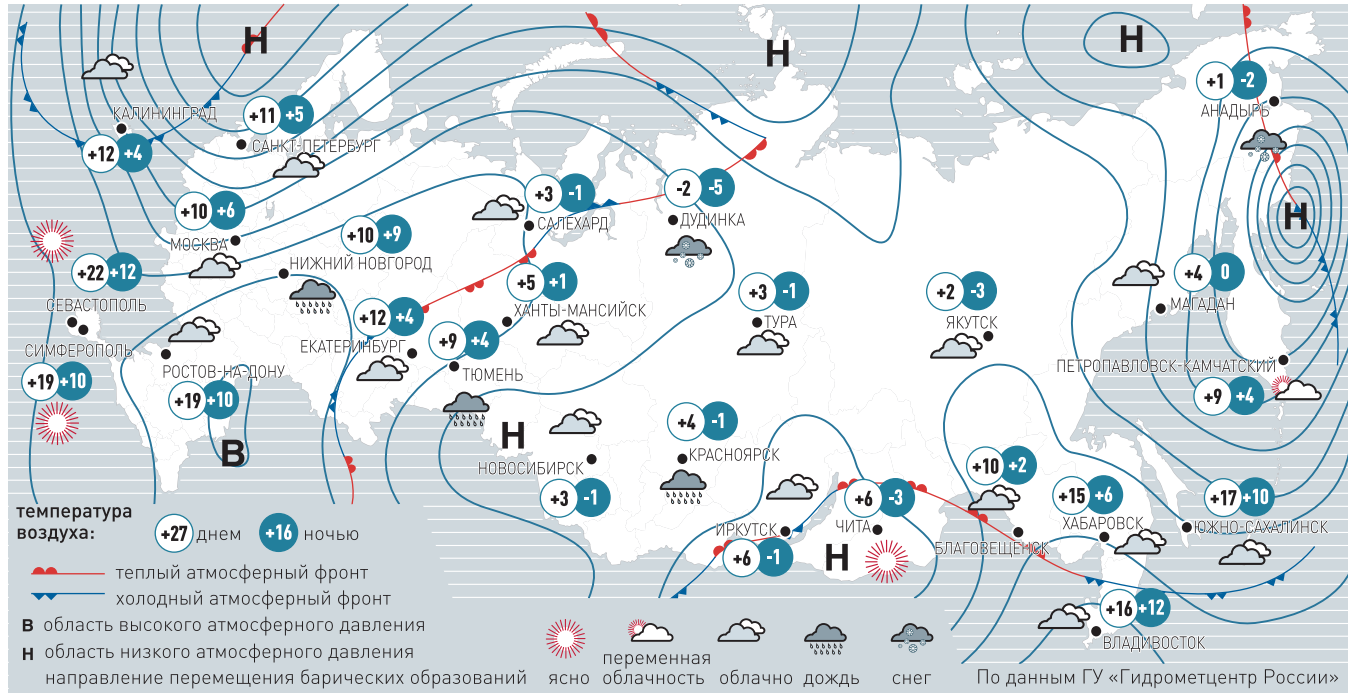 Н
Н
Н
КАЛИНИНГРАД
+12 +4
+11 +5
САНКТ-ПЕТЕРБУРГ
+1 -2
АНАДЫРЬ
Н
+10 +6
МОСКВА
+3 -1
САЛЕХАРД
-2 -5
ДУДИНКА
+10 +9
НИЖНИЙ НОВГОРОД
+22 +12
СЕВАСТОПОЛЬ
+5 +1
ХАНТЫ-МАНСИЙСК
+3 -1
ТУРА
+2 -3
ЯКУТСК
+4 0
МАГАДАН
СИМФЕРОПОЛЬ
+19 +10
+12 +4
ЕКАТЕРИНБУРГ
+9 +4
ТЮМЕНЬ
РОСТОВ-НА-ДОНУ
+19 +10
В
ПЕТРОПАВЛОВСК-КАМЧАТСКИЙ
+9 +4
Н
НОВОСИБИРСК
+3 -1
+4 -1
КРАСНОЯРСК
ИРКУТСК
+6 -1
+6 -3
ЧИТА
Н
+10 +2
БЛАГОВЕЩЕНСК
+15 +6
ХАБАРОВСК
+17 +10
ЮЖНО-САХАЛИНСК
+16 +12
ВЛАДИВОСТОК
температура
воздуха:
+27 днем +16 ночью
теплый атмосферный фронт
холодный атмосферный фронт
В область высокого атмосферного давления
Н область низкого атмосферного давления
направление перемещения барических образований
ясно
переменная
облачность
облачно
дождь
снег
По данным ГУ «Гидрометцентр России»